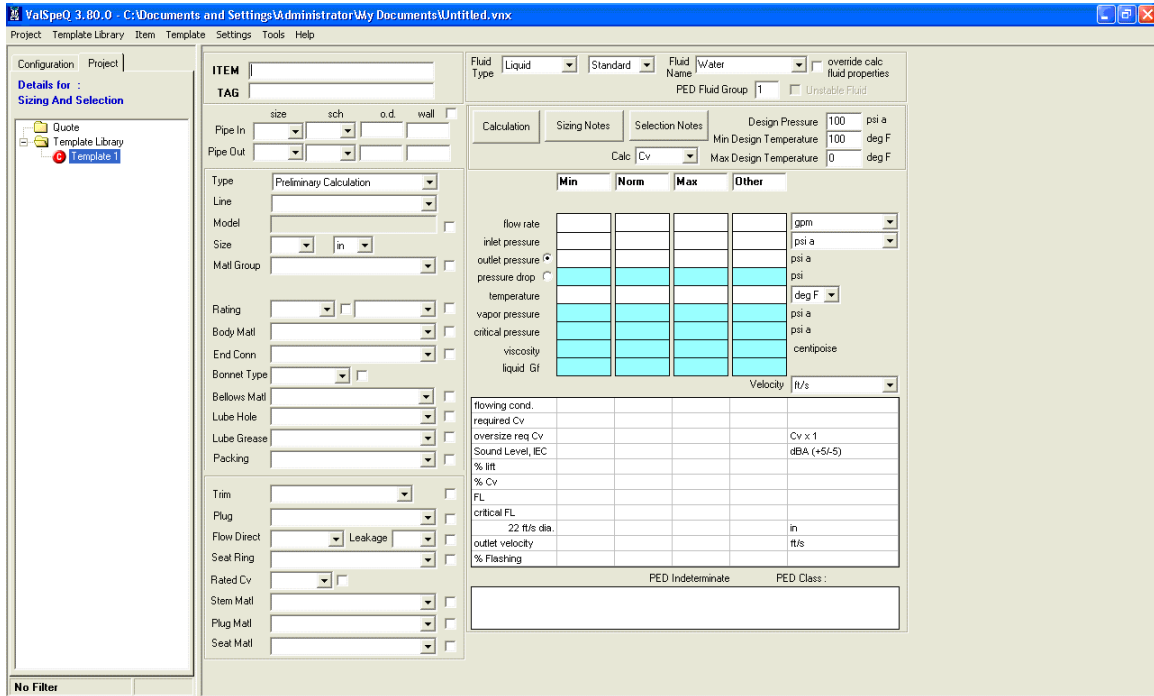 ValSpeQ 3.80.0 - C:\Documents and Settings\Administrator\My Documents\Untitled.vnx
Project Template Library Item Template Settings Tools Help
Configuration Project
Details for :
Sizing And Selection
Quote
Template Library
C Template 1
No Filter
ITEM
TAG
size sch o.d. wall
Pipe In
Pipe Out
Type Preliminary Calculation
Line
Model
Size in
Matl Group
Rating
Body Matl
End Conn
Bonnet Type
Bellows Matl
Lube Hole
Lube Grease
Packing
Trim
Plug
Flow Direct Leakage
Seat Ring
Rated Cv
Stem Matl
Plug Matl
Seat Matl
Fluid Type Liquid Standard Fluid Name Water override calc fluid properties
PED Fluid Group 1 Unstable Fluid
Calculation Sizing Notes Selection Notes
Design Pressure 100 psi a
Min Design Temperature 100 deg F
Calc Cv Max Design Temperature 0 deg F
Min Norm Max Other
flow rate gpm
inlet pressure psi a
outlet pressure psi a
pressure drop psi
temperature deg F
vapor pressure psi a
critical pressure psi a
viscosity centipoise
liquid Gf
Velocity ft/s
flowing cond.
required Cv
oversize req Cv Cv x 1
Sound Level, IEC dBA (+5/-5)
% lift
% Cv
FL
critical FL
22 ft/s dia. in
outlet velocity ft/s
% Flashing
PED Indeterminate PED Class :